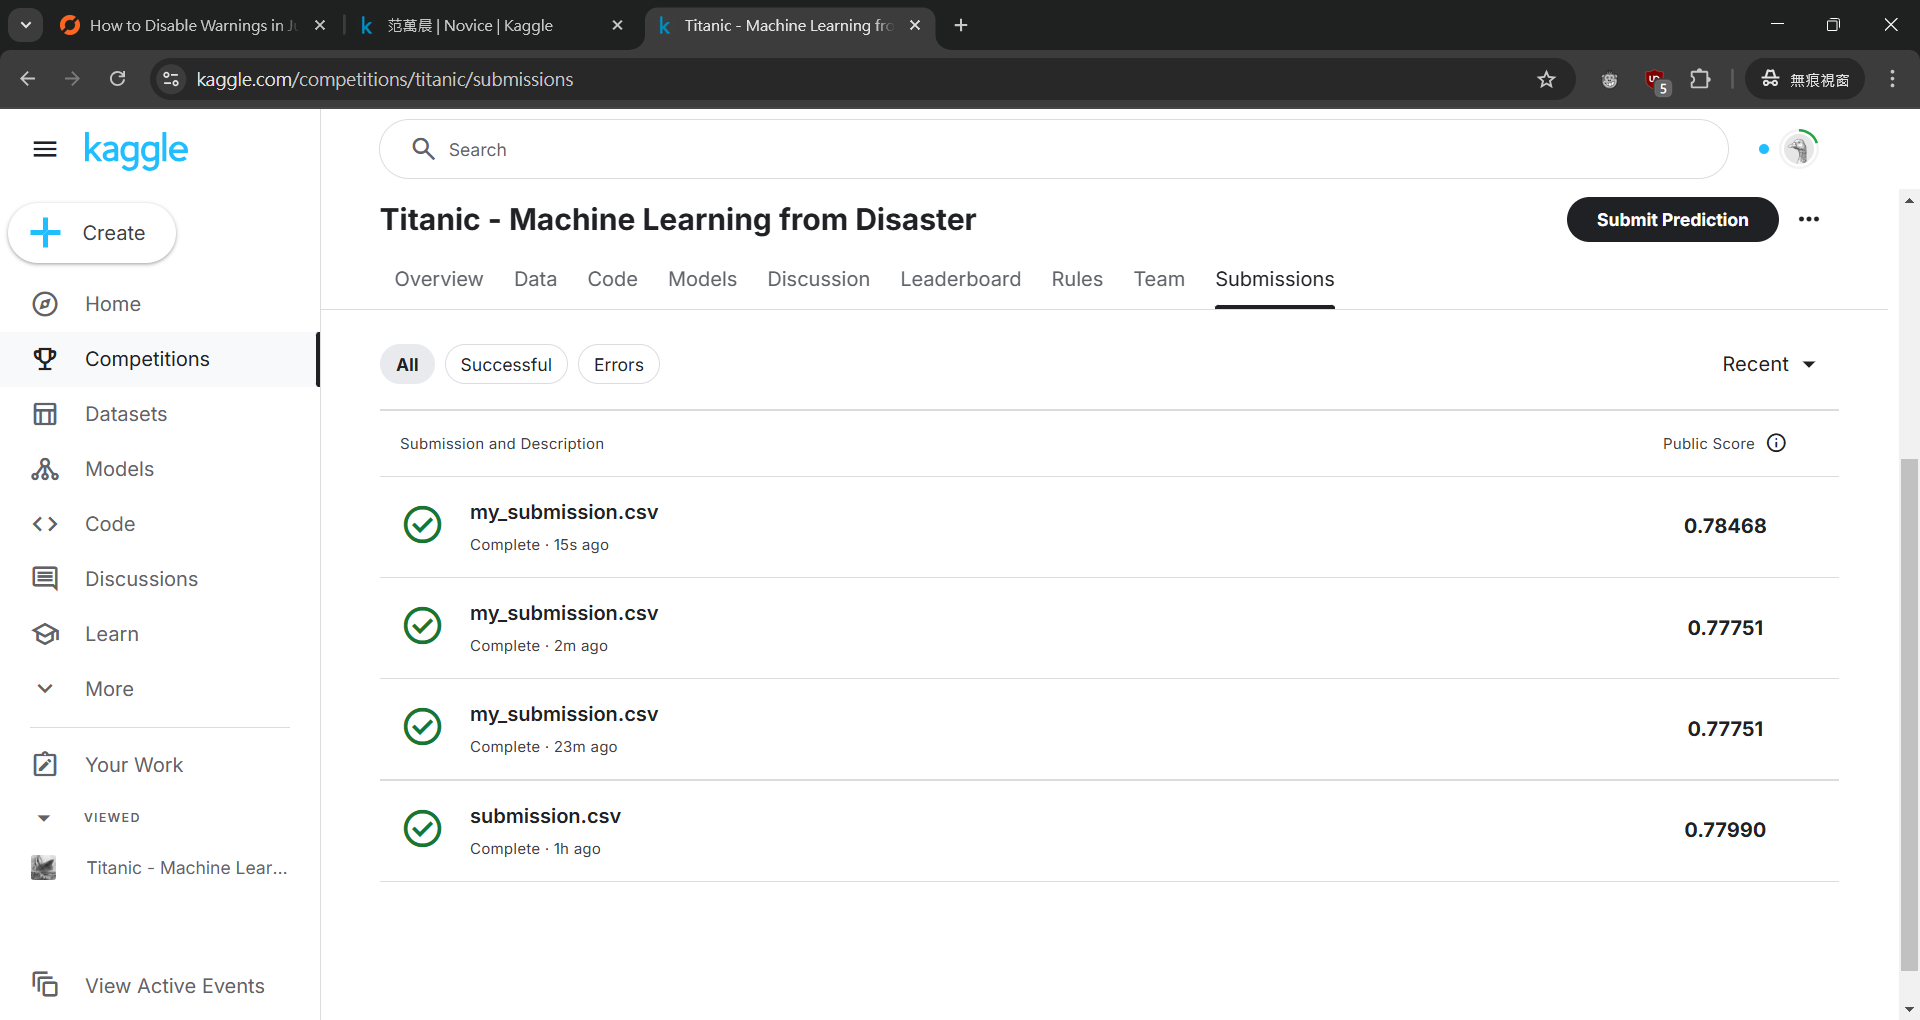 How to Disable Warnings in Ju
范萬晨 | Novice | Kaggle
Titanic - Machine Learning fro
kaggle.com/competitions/titanic/submissions
5
無痕視窗
kaggle
Search
Create
Home
Competitions
Datasets
Models
Code
Discussions
Learn
More
Your Work
VIEWED
Titanic - Machine Lear...
View Active Events
Titanic - Machine Learning from Disaster
Submit Prediction
Overview Data Code Models Discussion Leaderboard Rules Team Submissions
All Successful Errors
Recent
Submission and Description Public Score
my_submission.csv
Complete · 15s ago
0.78468
my_submission.csv
Complete · 2m ago
0.77751
my_submission.csv
Complete · 23m ago
0.77751
submission.csv
Complete · 1h ago
0.77990